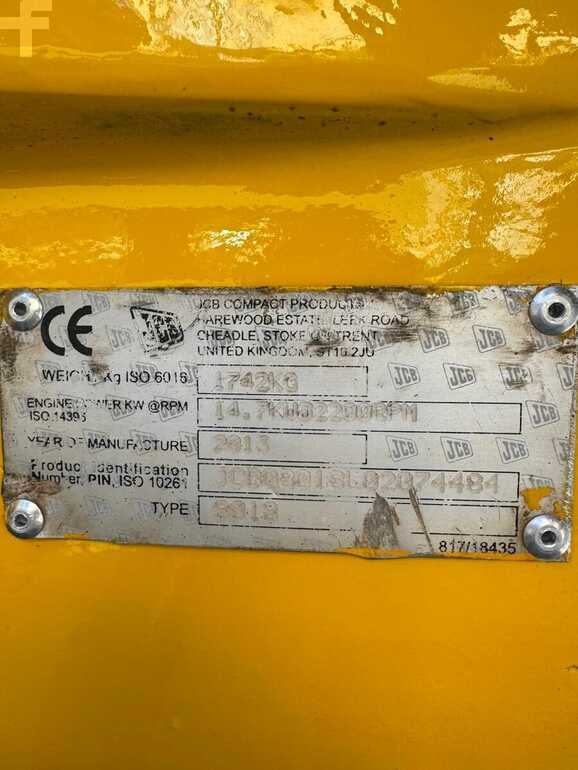 CE JCB
JCB COMPACT PRODUCTS
HAREWOOD ESTATE, LEEK ROAD
CHEADLE, STOKE ON TRENT
UNITED KINGDOM, ST10 2JU
WEIGHT, Kg ISO 6016 1742KG
ENGINE POWER KW @RPM 14.7KW@2200RPM
ISO 14396
YEAR OF MANUFACTURE 2013
Product Identification
Number, PIN, ISO 10261
TYPE
817/18435